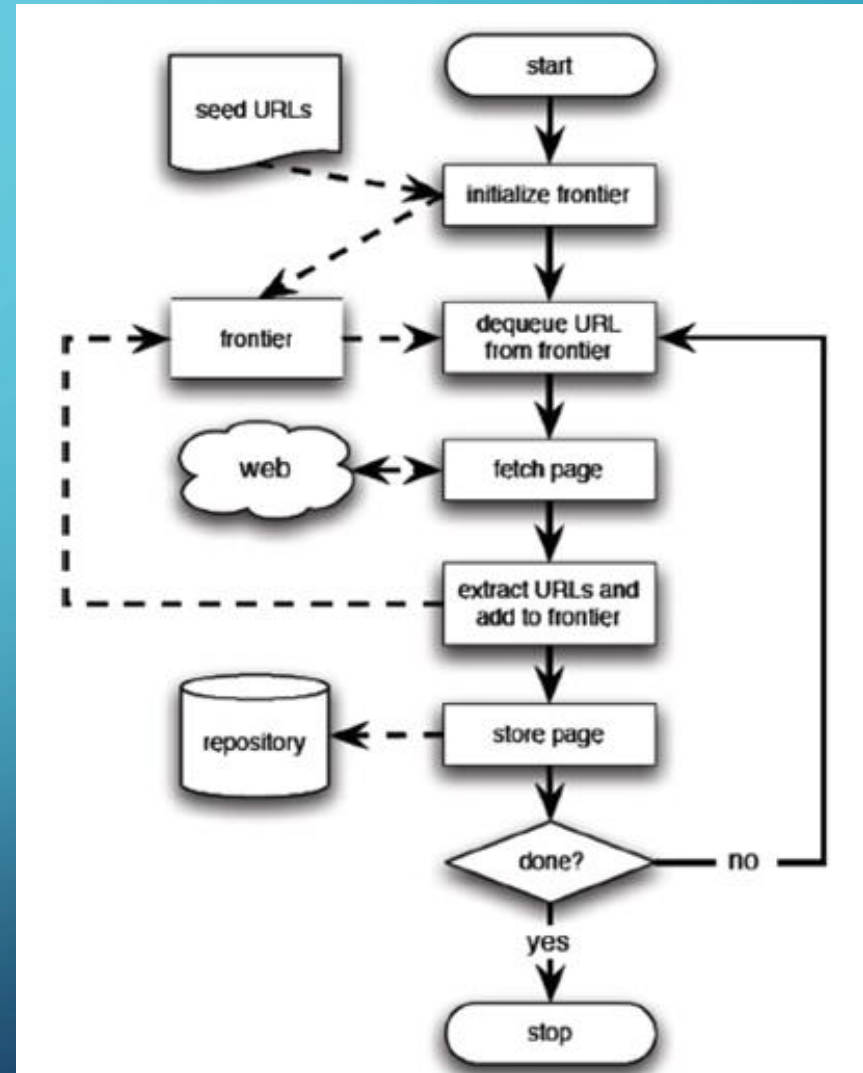 start
seed URLs
initialize frontier
frontier
dequeue URL
from frontier
web
fetch page
extract URLs and
add to frontier
repository
store page
done?
no
yes
stop